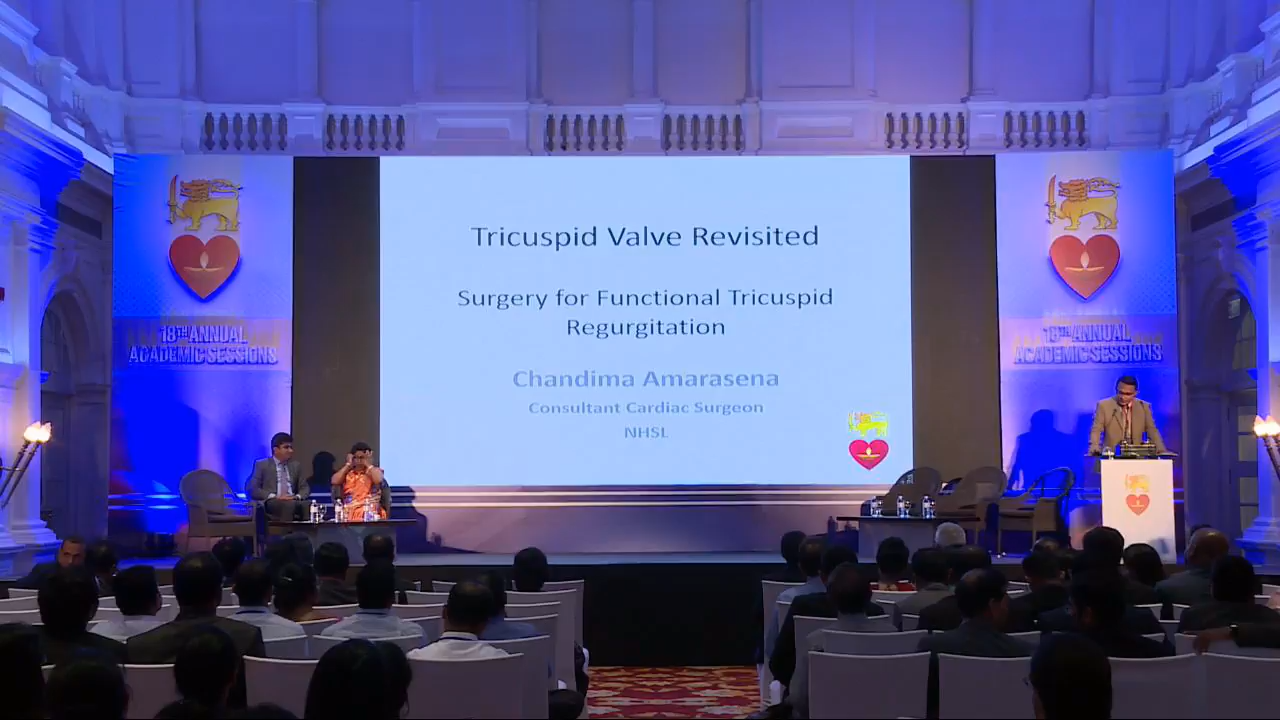 Tricuspid Valve Revisited
Surgery for Functional Tricuspid
Regurgitation
Chandima Amarasena
Consultant Cardiac Surgeon
NHSL
18TH ANNUAL
ACADEMIC SESSIONS
18TH ANNUAL
ACADEMIC SESSIONS